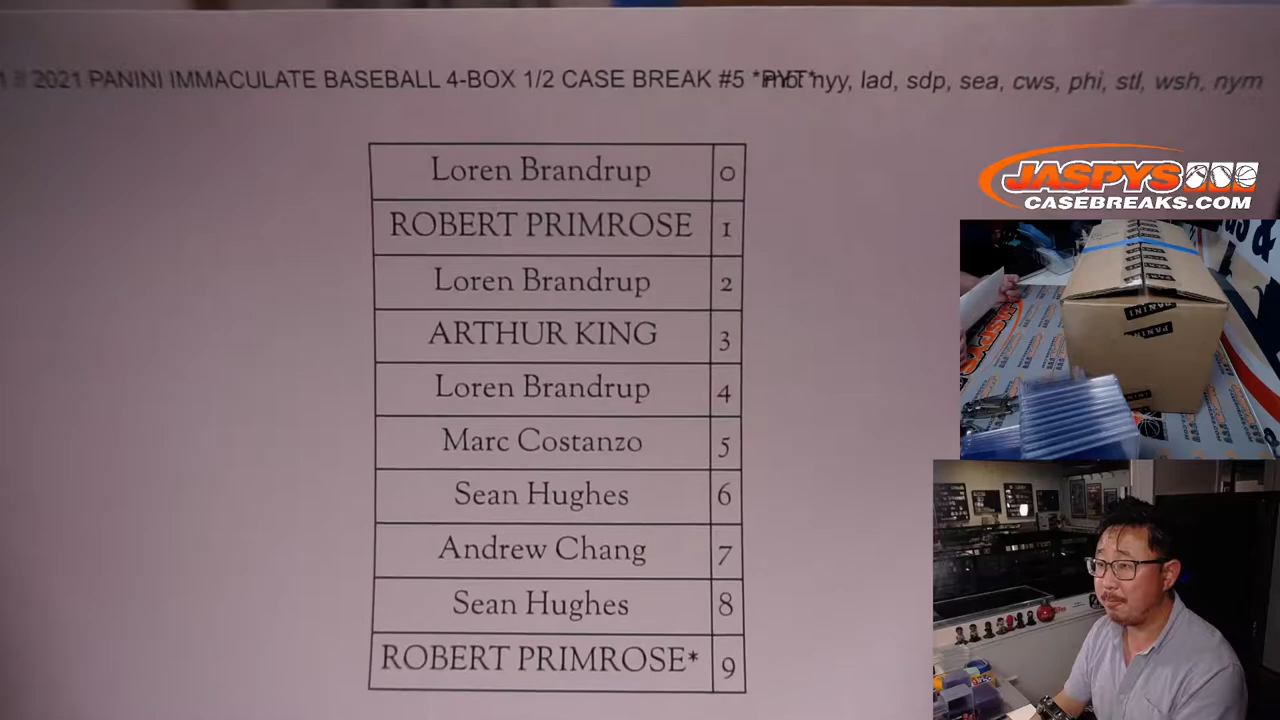 2021 PANINI IMMACULATE BASEBALL 4-BOX 1/2 CASE BREAK #5 nyy, lad, sdp, sea, cws, phi, stl, wsh, nym
Loren Brandrup 0
ROBERT PRIMROSE 1
Loren Brandrup 2
ARTHUR KING 3
Loren Brandrup 4
Marc Costanzo 5
Sean Hughes 6
Andrew Chang 7
Sean Hughes 8
ROBERT PRIMROSE* 9
JASPYS
CASEBREAKS.COM
PANINI
PANINI